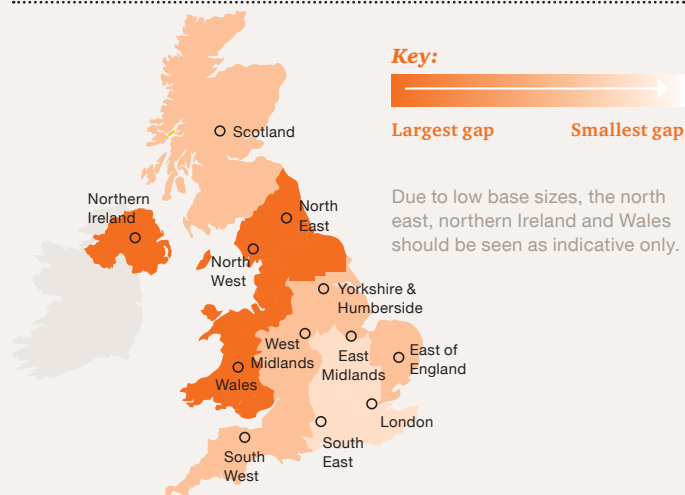 Key:
Largest gap
Smallest gap
Due to low base sizes, the north
east, northern Ireland and Wales
should be seen as indicative only.
Scotland
Northern
Ireland
North
East
North
West
Yorkshire &
Humberside
West
Midlands
East
Midlands
East of
England
Wales
London
South
West
South
East